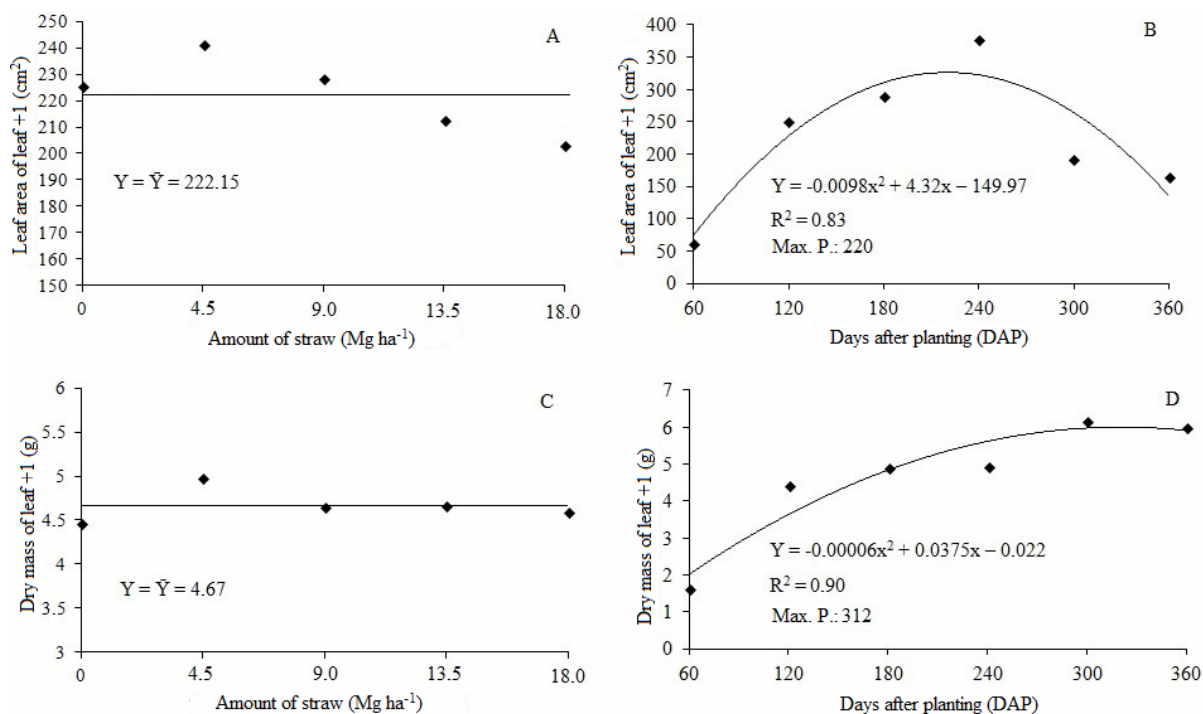 A
Leaf area of leaf +1 (cm²)
250
240
230
220
210
200
190
180
170
160
150
Y = Ȳ = 222.15
0 4.5 9.0 13.5 18.0
Amount of straw (Mg ha⁻¹)
B
Leaf area of leaf +1 (cm²)
400
350
300
250
200
150
100
50
0
Y = -0.0098x² + 4.32x – 149.97
R² = 0.83
Max. P.: 220
60 120 180 240 300 360
Days after planting (DAP)
C
Dry mass of leaf +1 (g)
6
5.5
5
4.5
4
3.5
3
Y = Ȳ = 4.67
0 4.5 9.0 13.5 18.0
Amount of straw (Mg ha⁻¹)
D
Dry mass of leaf +1 (g)
7
6
5
4
3
2
1
0
Y = -0.00006x² + 0.0375x – 0.022
R² = 0.90
Max. P.: 312
60 120 180 240 300 360
Days after planting (DAP)